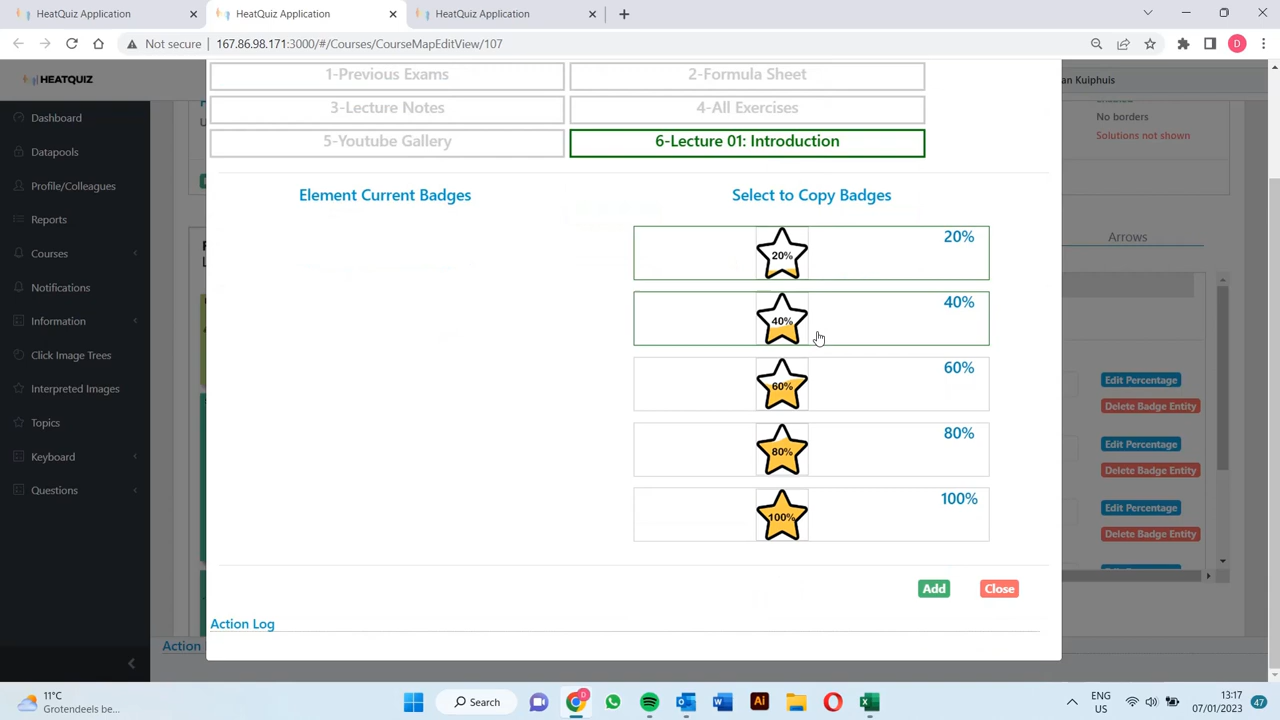 HeatQuiz Application
HeatQuiz Application
HeatQuiz Application
Not secure
167.86.98.171:3000/#/Courses/CourseMapEditView/107
D
HEATQUIZ
an Kuiphuis
Dashboard
Datapools
Profile/Colleagues
Reports
Courses
Notifications
Information
Click Image Trees
Interpreted Images
Topics
Keyboard
Questions
1-Previous Exams
2-Formula Sheet
3-Lecture Notes
4-All Exercises
5-Youtube Gallery
6-Lecture 01: Introduction
No borders
Solutions not shown
Element Current Badges
Select to Copy Badges
Arrows
20%
20%
40%
40%
60%
60%
80%
80%
100%
100%
Edit Percentage
Delete Badge Entity
Edit Percentage
Delete Badge Entity
Edit Percentage
Delete Badge Entity
Add
Close
Action Log
Action
11°C
Grotendeels be...
Search
ENG
US
13:17
07/01/2023
47